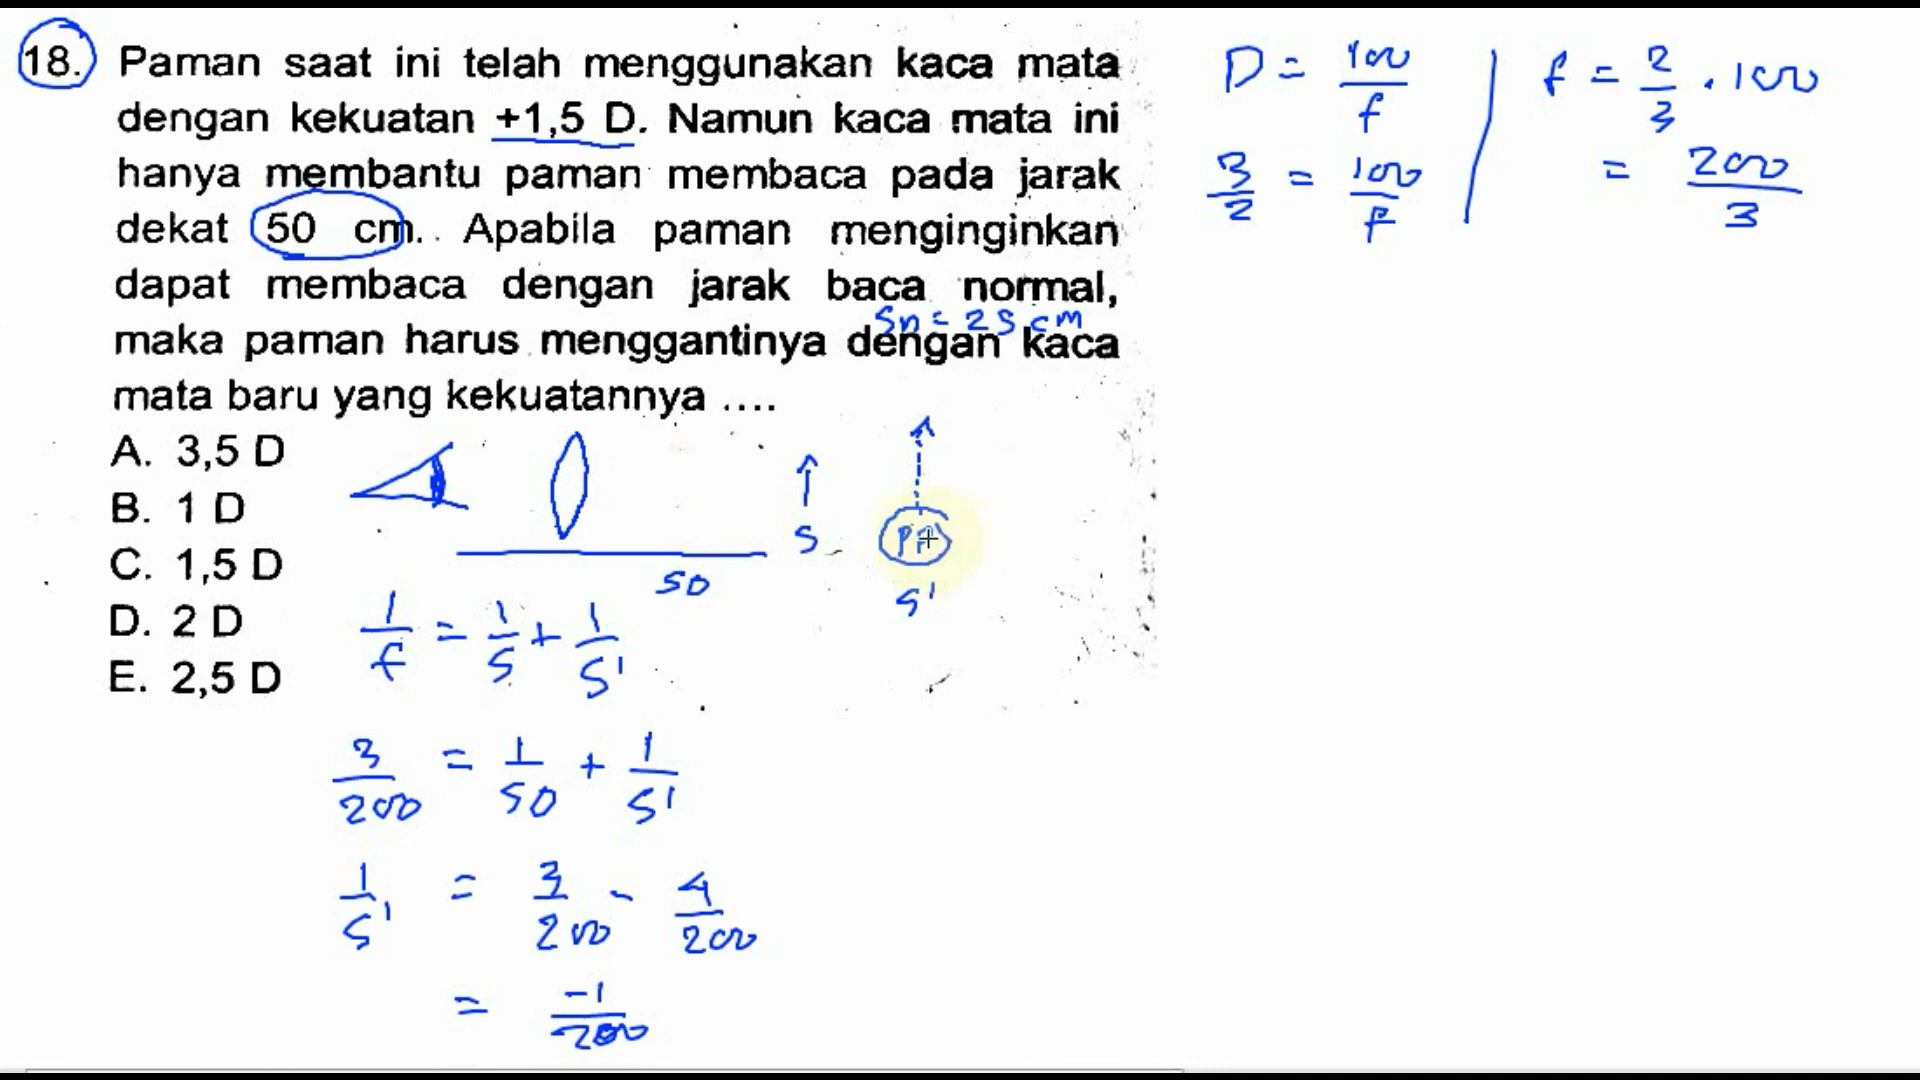 18. Paman saat ini telah menggunakan kaca mata
dengan kekuatan +1,5 D. Namun kaca mata ini
hanya membantu paman membaca pada jarak
dekat 50 cm. Apabila paman menginginkan
dapat membaca dengan jarak baca normal,
Sn = 25 cm
maka paman harus menggantinya dengan kaca
mata baru yang kekuatannya ....
A. 3,5 D
B. 1 D
C. 1,5 D
D. 2 D
E. 2,5 D
50
S
S'
1/f = 1/S + 1/S'
3/200 = 1/50 + 1/S'
1/S' = 3/200 - 4/200
= -1/200
D = 100/f
3/2 = 100/f
f = 2/3 . 100
= 200/3